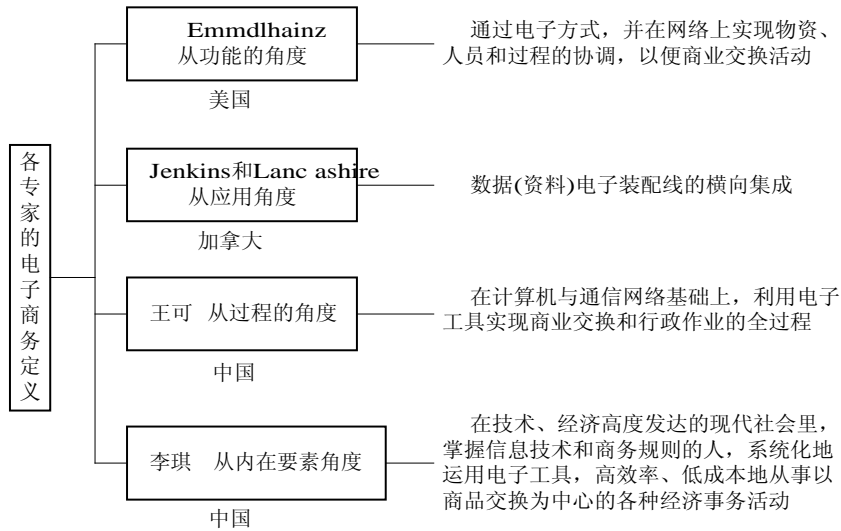 各专家的电子商务定义
Emmdlhainz
从功能的角度
美国
通过电子方式，并在网络上实现物资、
人员和过程的协调，以便商业交换活动
Jenkins和Lanc ashire
从应用角度
加拿大
数据(资料)电子装配线的横向集成
王可 从过程的角度
中国
在计算机与通信网络基础上，利用电子
工具实现商业交换和行政作业的全过程
李琪 从内在要素角度
中国
在技术、经济高度发达的现代社会里，
掌握信息技术和商务规则的人，系统化地
运用电子工具，高效率、低成本地从事以
商品交换为中心的各种经济事务活动